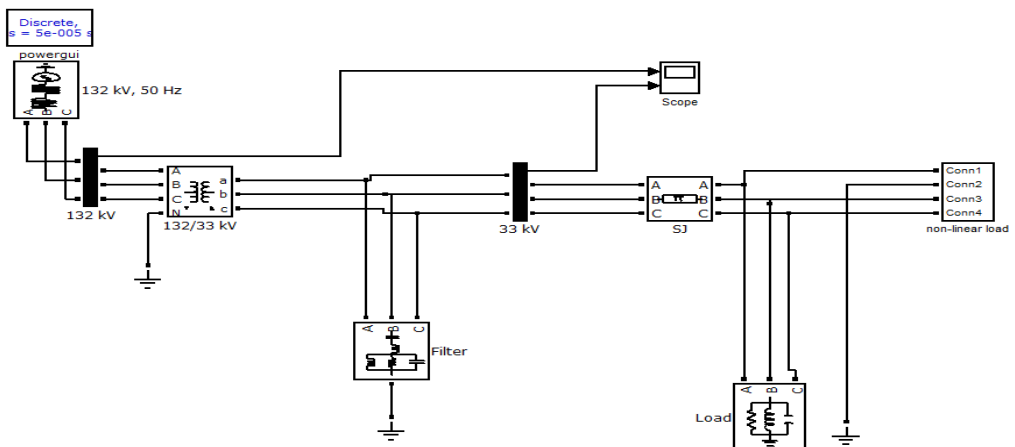 Discrete,
s = 5e-005 s
powergui
132 kV, 50 Hz
A B C
Scope
132 kV
A
B
C
N
a
b
c
132/33 kV
33 kV
A A
B B
C C
SJ
Conn1
Conn2
Conn3
Conn4
non-linear load
A B C
Filter
A B C
Load